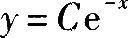 y = Ce⁻ˣ